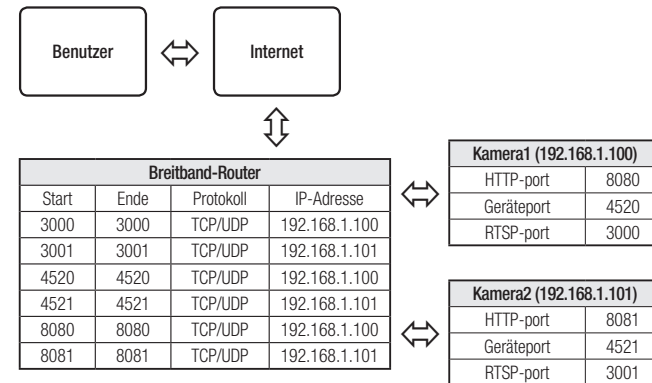 Benutzer
Internet
Breitband-Router
Start Ende Protokoll IP-Adresse
3000 3000 TCP/UDP 192.168.1.100
3001 3001 TCP/UDP 192.168.1.101
4520 4520 TCP/UDP 192.168.1.100
4521 4521 TCP/UDP 192.168.1.101
8080 8080 TCP/UDP 192.168.1.100
8081 8081 TCP/UDP 192.168.1.101
Kamera1 (192.168.1.100)
HTTP-port 8080
Geräteport 4520
RTSP-port 3000
Kamera2 (192.168.1.101)
HTTP-port 8081
Geräteport 4521
RTSP-port 3001